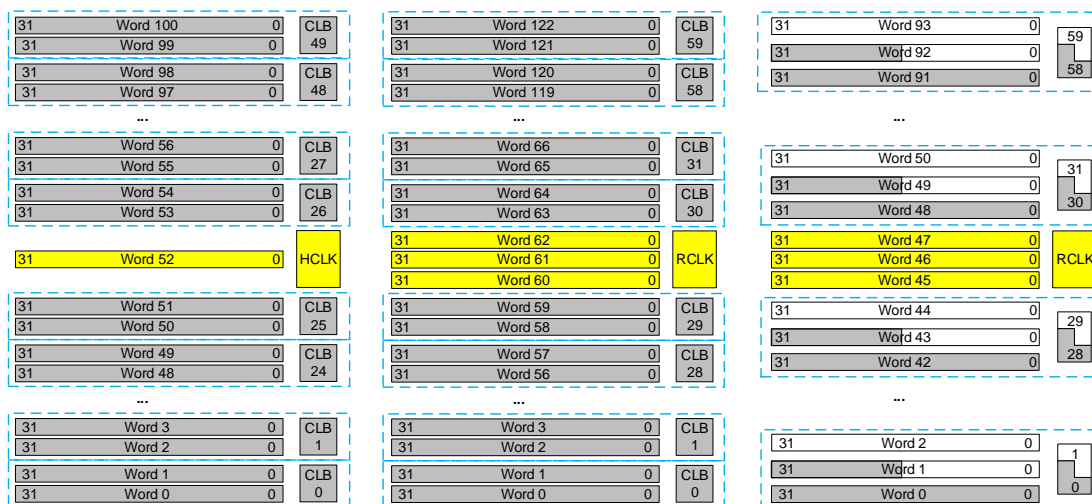 31 Word 100 0 CLB
31 Word 99 0 49
31 Word 98 0 CLB
31 Word 97 0 48
...
31 Word 56 0 CLB
31 Word 55 0 27
31 Word 54 0 CLB
31 Word 53 0 26
31 Word 52 0 HCLK
31 Word 51 0 CLB
31 Word 50 0 25
31 Word 49 0 CLB
31 Word 48 0 24
...
31 Word 3 0 CLB
31 Word 2 0 1
31 Word 1 0 CLB
31 Word 0 0 0
31 Word 122 0 CLB
31 Word 121 0 59
31 Word 120 0 CLB
31 Word 119 0 58
...
31 Word 66 0 CLB
31 Word 65 0 31
31 Word 64 0 CLB
31 Word 63 0 30
31 Word 62 0
31 Word 61 0 RCLK
31 Word 60 0
31 Word 59 0 CLB
31 Word 58 0 29
31 Word 57 0 CLB
31 Word 56 0 28
...
31 Word 3 0 CLB
31 Word 2 0 1
31 Word 1 0 CLB
31 Word 0 0 0
31 Word 93 0
59
31 Word 92 0
58
31 Word 91 0
...
31 Word 50 0
31
31 Word 49 0
30
31 Word 48 0
31 Word 47 0
31 Word 46 0 RCLK
31 Word 45 0
31 Word 44 0
29
31 Word 43 0
28
31 Word 42 0
...
31 Word 2 0
1
31 Word 1 0
0
31 Word 0 0